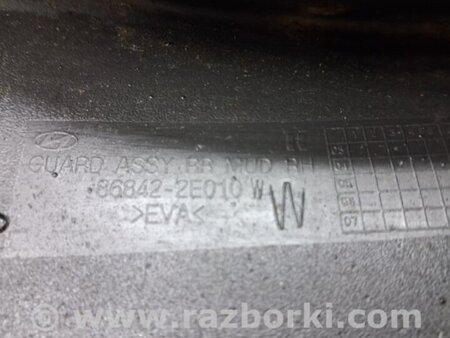 GUARD ASSY RR MUD RH
86842-2E010 W
>EVA<
W
© www.razborki.com